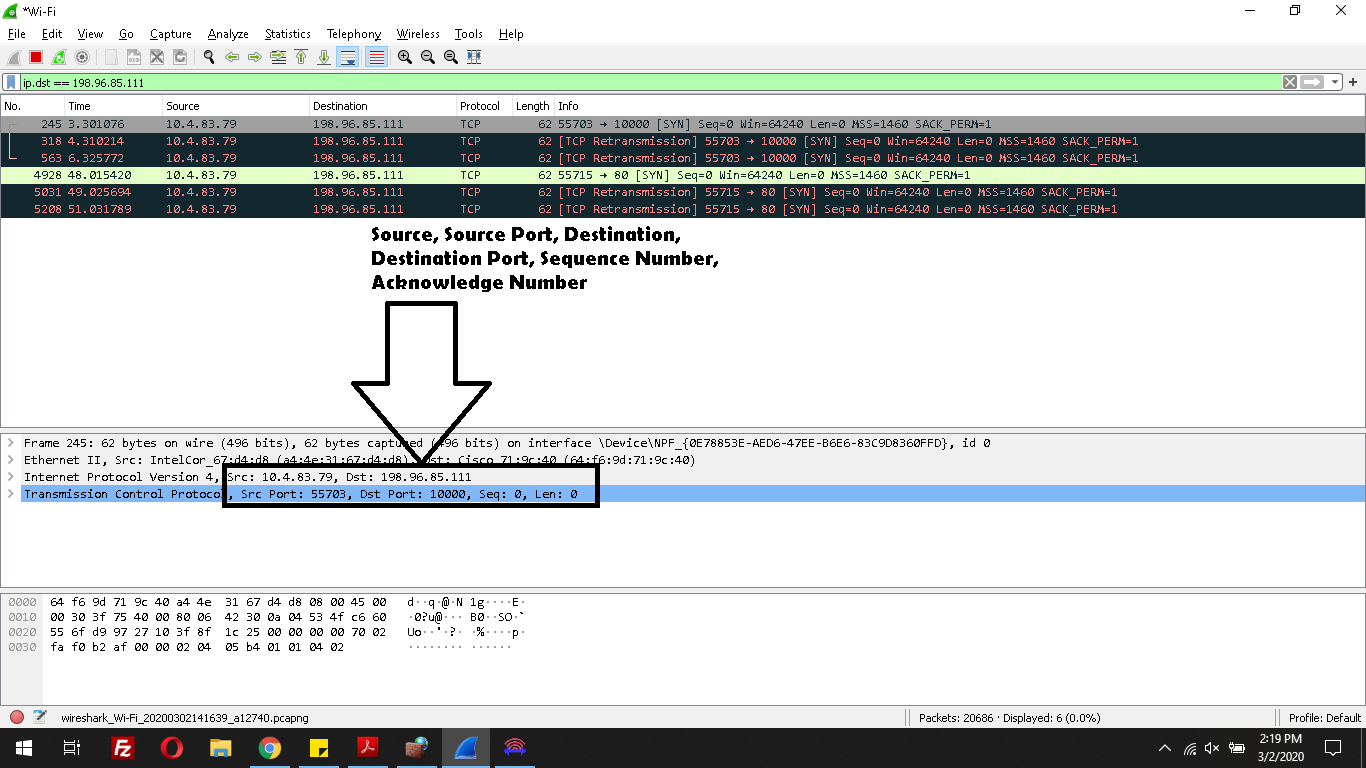 *Wi-Fi
File Edit View Go Capture Analyze Statistics Telephony Wireless Tools Help
ip.dst == 198.96.85.111
No. Time Source Destination Protocol Length Info
245 3.301076 10.4.83.79 198.96.85.111 TCP 62 55703 → 10000 [SYN] Seq=0 Win=64240 Len=0 MSS=1460 SACK_PERM=1
318 4.310214 10.4.83.79 198.96.85.111 TCP 62 [TCP Retransmission] 55703 → 10000 [SYN] Seq=0 Win=64240 Len=0 MSS=1460 SACK_PERM=1
563 6.325772 10.4.83.79 198.96.85.111 TCP 62 [TCP Retransmission] 55703 → 10000 [SYN] Seq=0 Win=64240 Len=0 MSS=1460 SACK_PERM=1
4928 48.015420 10.4.83.79 198.96.85.111 TCP 62 55715 → 80 [SYN] Seq=0 Win=64240 Len=0 MSS=1460 SACK_PERM=1
5031 49.025694 10.4.83.79 198.96.85.111 TCP 62 [TCP Retransmission] 55715 → 80 [SYN] Seq=0 Win=64240 Len=0 MSS=1460 SACK_PERM=1
5208 51.031789 10.4.83.79 198.96.85.111 TCP 62 [TCP Retransmission] 55715 → 80 [SYN] Seq=0 Win=64240 Len=0 MSS=1460 SACK_PERM=1
Source, Source Port, Destination,
Destination Port, Sequence Number,
Acknowledge Number
Frame 245: 62 bytes on wire (496 bits), 62 bytes captured (496 bits) on interface \Device\NPF_{0E78853E-AED6-47EE-B6E6-83C9D8360FFD}, id 0
Ethernet II, Src: IntelCor_67:d4:d8 (a4:4e:31:67:d4:d8), Dst: Cisco_71:9c:40 (64:f6:9d:71:9c:40)
Internet Protocol Version 4, Src: 10.4.83.79, Dst: 198.96.85.111
Transmission Control Protocol, Src Port: 55703, Dst Port: 10000, Seq: 0, Len: 0
0000 64 f6 9d 71 9c 40 a4 4e 31 67 d4 d8 08 00 45 00 d··q·@·N 1g····E·
0010 00 30 3f 75 40 00 80 06 42 30 0a 04 53 4f c6 60 ·0?u@··· B0··SO·`
0020 55 6f d9 97 27 10 3f 8f 1c 25 00 00 00 00 70 02 Uo··'·?· ·%····p·
0030 fa f0 b2 af 00 00 02 04 05 b4 01 01 04 02 ········ ······
wireshark_Wi-Fi_20200302141639_a12740.pcapng
Packets: 20686 · Displayed: 6 (0.0%)
Profile: Default
2:19 PM
3/2/2020